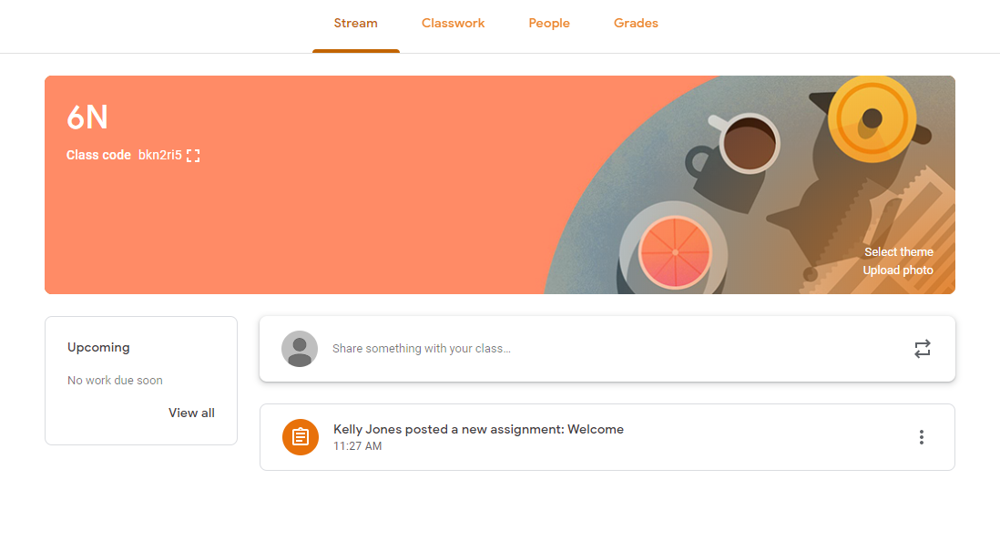 Stream Classwork People Grades
6N
Class code bkn2ri5
Select theme
Upload photo
Upcoming
No work due soon
View all
Share something with your class...
Kelly Jones posted a new assignment: Welcome
11:27 AM